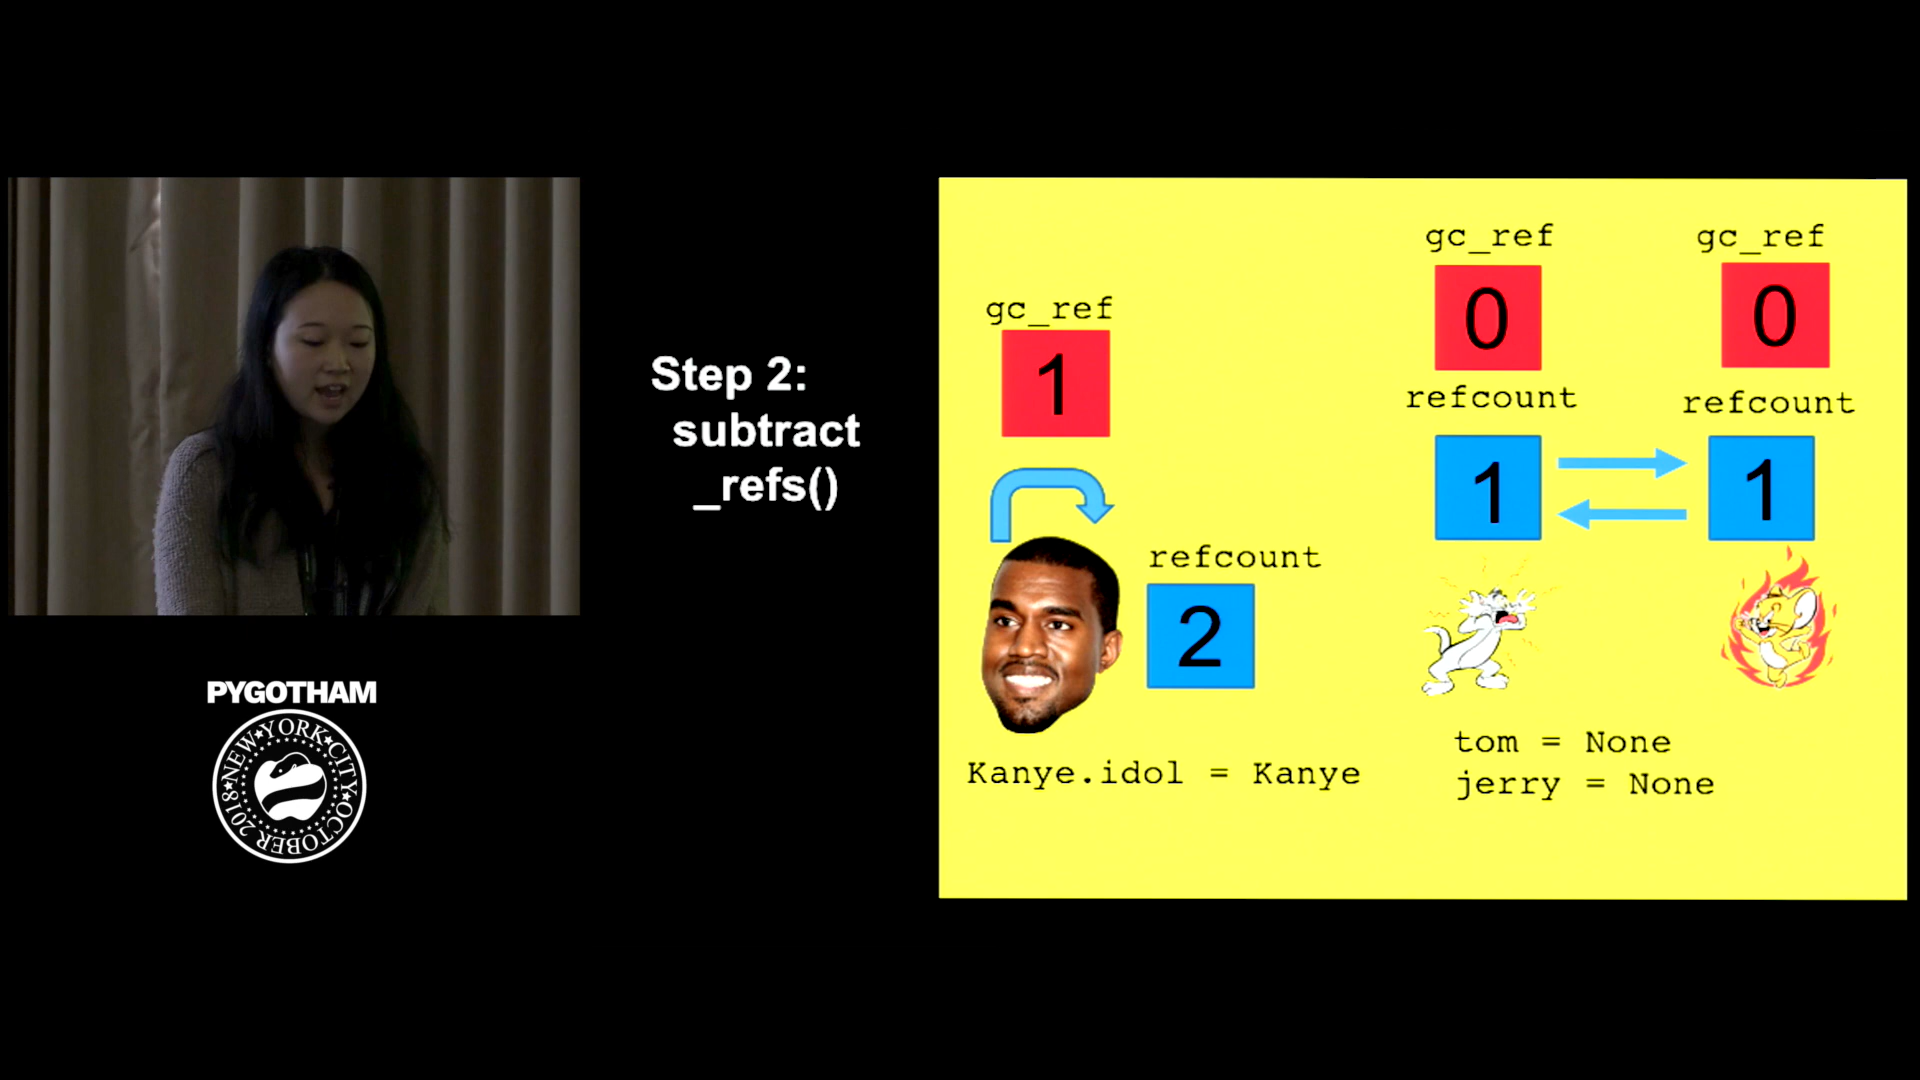 Step 2:
subtract
_refs()
PYGOTHAM
NEW★YORK★CITY★OCTOBER 2018★
gc_ref
1
refcount
2
Kanye.idol = Kanye
gc_ref
gc_ref
0
0
refcount
refcount
1
1
tom = None
jerry = None